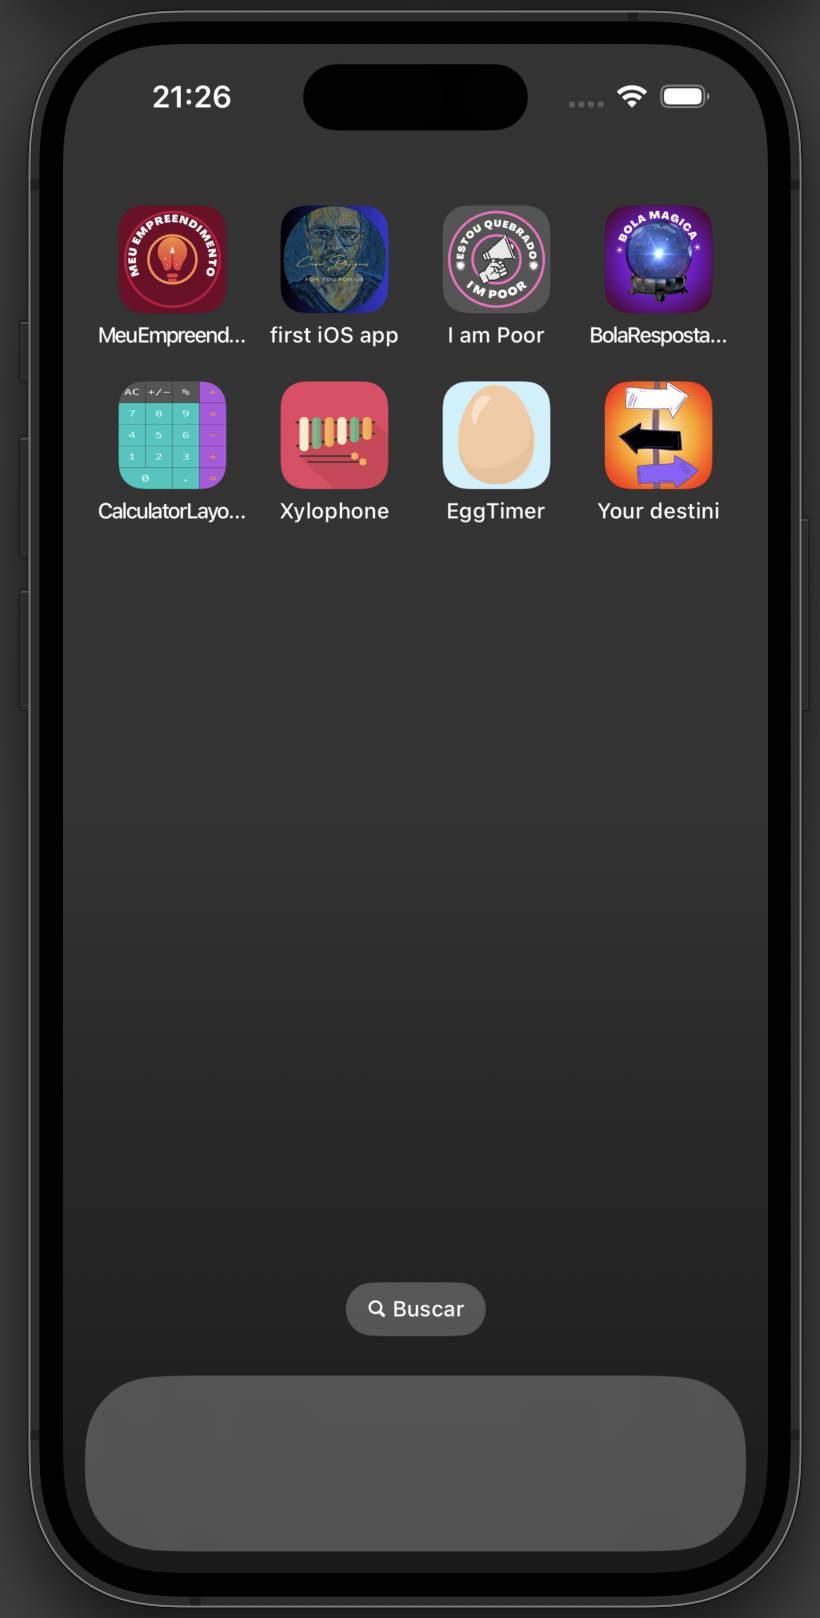 21:26
MEU EMPREENDIMENTO
FOR YOU FOR US
ESTOU QUEBRADO
I'M POOR
BOLA MAGICA
MeuEmpreend...
first iOS app
I am Poor
BolaResposta...
AC +/− %  ÷
7 8 9 ×
4 5 6 −
1 2 3 +
0 . =
CalculatorLayo...
Xylophone
EggTimer
Your destini
Buscar